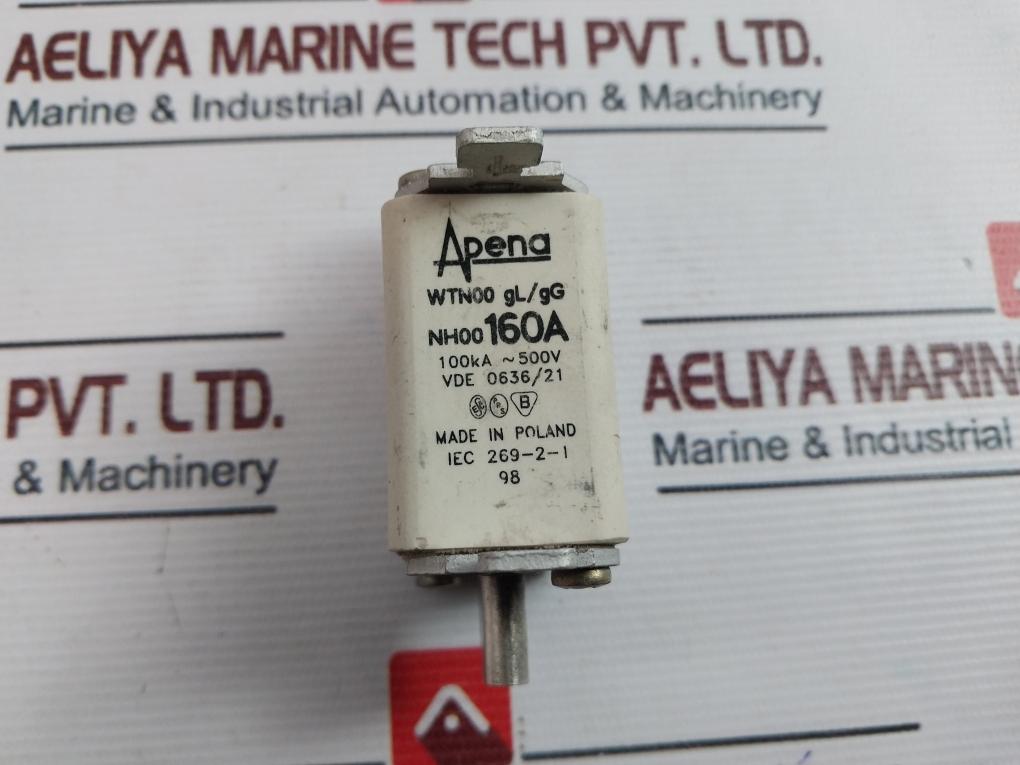 AELIYA MARINE TECH PVT. LTD.
Marine & Industrial Automation & Machinery
Apena
WTN00 gL/gG
NH00 160A
100kA ~500V
VDE 0636/21
B
MADE IN POLAND
IEC 269-2-1
98
PVT. LTD.
& Machinery
AELIYA MARIN
Marine & Industrial